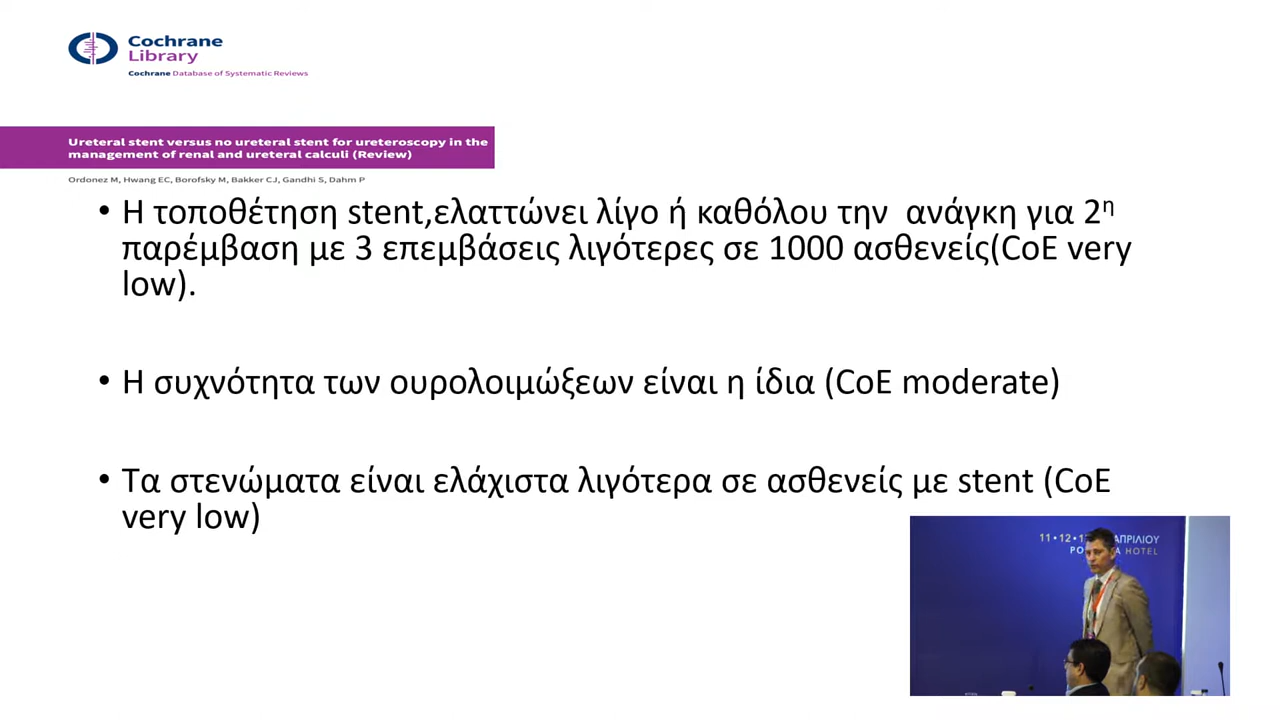 Cochrane
Library
Cochrane Database of Systematic Reviews
Ureteral stent versus no ureteral stent for ureteroscopy in the
management of renal and ureteral calculi (Review)
Ordonez M, Hwang EC, Borofsky M, Bakker CJ, Gandhi S, Dahm P
• Η τοποθέτηση stent,ελαττώνει λίγο ή καθόλου την ανάγκη για 2η
παρέμβαση με 3 επεμβάσεις λιγότερες σε 1000 ασθενείς(CoE very
low).
• Η συχνότητα των ουρολοιμώξεων είναι η ίδια (CoE moderate)
• Τα στενώματα είναι ελάχιστα λιγότερα σε ασθενείς με stent (CoE
very low)
11•12•1 ΑΠΡΙΛΙΟΥ
HOTEL